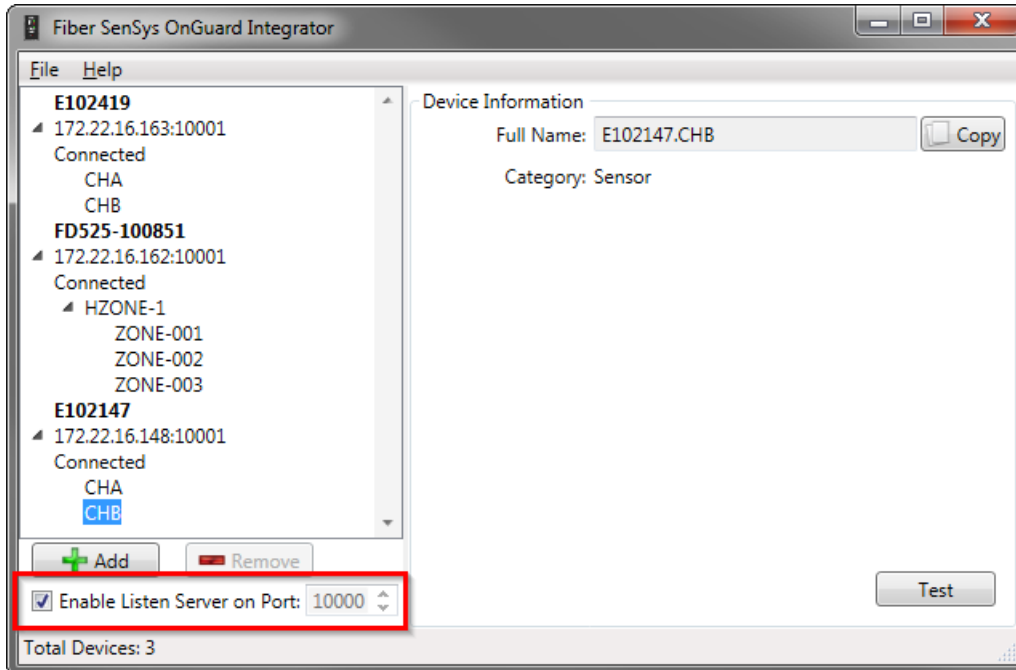 Fiber SenSys OnGuard Integrator
File Help
E102419
172.22.16.163:10001
Connected
CHA
CHB
FD525-100851
172.22.16.162:10001
Connected
HZONE-1
ZONE-001
ZONE-002
ZONE-003
E102147
172.22.16.148:10001
Connected
CHA
CHB
Add Remove
Enable Listen Server on Port: 10000
Total Devices: 3
Device Information
Full Name: E102147.CHB Copy
Category: Sensor
Test